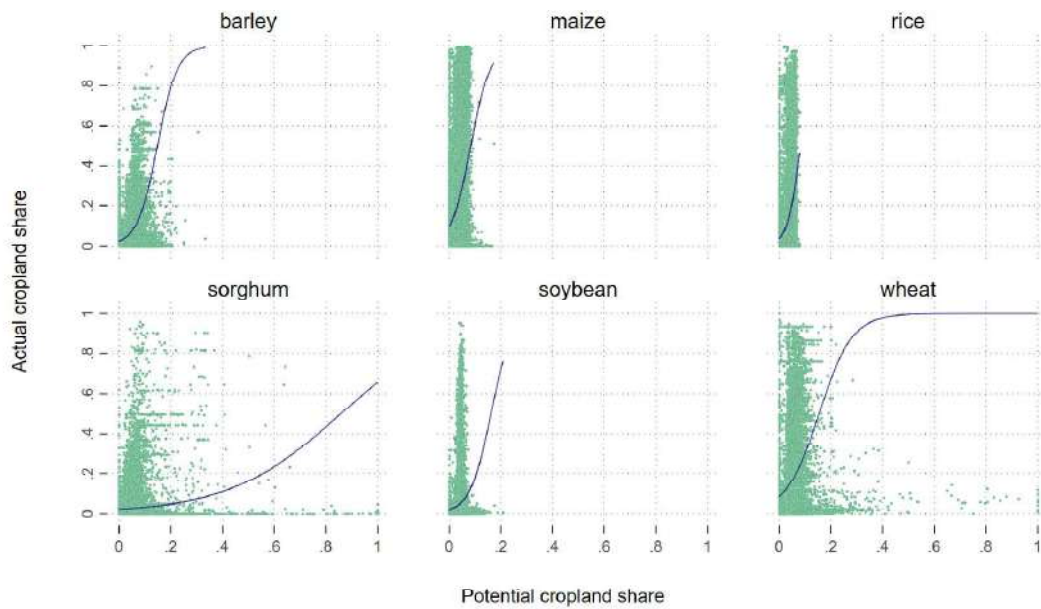 barley
maize
rice
1
.8
.6
.4
.2
0
Actual cropland share
sorghum
soybean
wheat
1
.8
.6
.4
.2
0
0 .2 .4 .6 .8 1
0 .2 .4 .6 .8 1
0 .2 .4 .6 .8 1
Potential cropland share